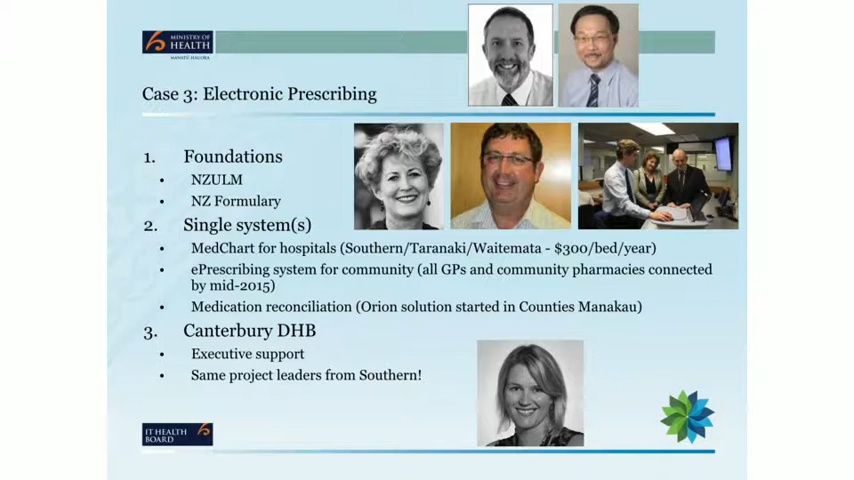 MINISTRY OF
HEALTH
MANATŪ HAUORA
Case 3: Electronic Prescribing
1. Foundations
• NZULM
• NZ Formulary
2. Single system(s)
• MedChart for hospitals (Southern/Taranaki/Waitemata - $300/bed/year)
• ePrescribing system for community (all GPs and community pharmacies connected
by mid-2015)
• Medication reconciliation (Orion solution started in Counties Manakau)
3. Canterbury DHB
• Executive support
• Same project leaders from Southern!
IT HEALTH
BOARD